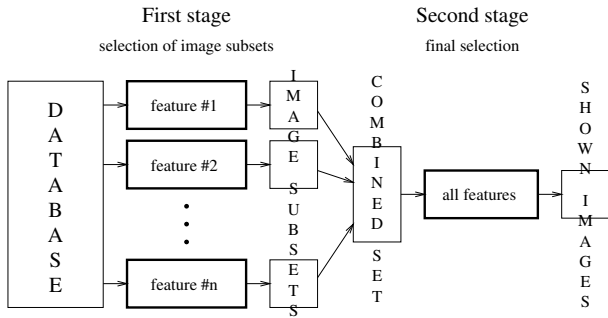 First stage
Second stage
selection of image subsets
final selection
DATABASE
feature #1
feature #2
feature #n
IMAGE SUBSETS
COMBINED SET
all features
SHOWN IMAGES